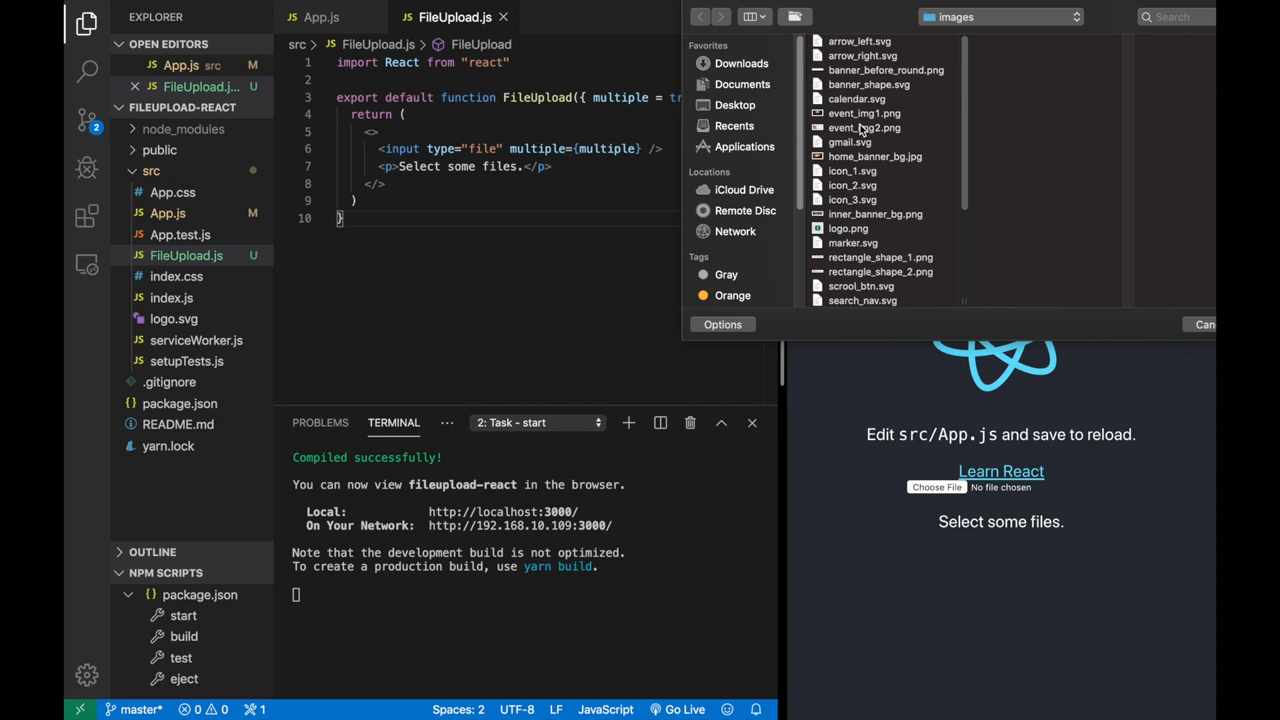 EXPLORER
OPEN EDITORS
App.js src M
FileUpload.j... U
FILEUPLOAD-REACT
node_modules
public
src
App.css
JS App.js M
JS App.test.js
JS FileUpload.js U
index.css
JS index.js
logo.svg
JS serviceWorker.js
JS setupTests.js
.gitignore
package.json
README.md
yarn.lock
OUTLINE
NPM SCRIPTS
package.json
start
build
test
eject
2
JS App.js
JS FileUpload.js
src > JS FileUpload.js > FileUpload
1 import React from "react"
2
3 export default function FileUpload({ multiple = tr
4 return (
5 <>
6 <input type="file" multiple={multiple} />
7 <p>Select some files.</p>
8 </>
9 )
10 }
PROBLEMS TERMINAL ... 2: Task - start
Compiled successfully!
You can now view fileupload-react in the browser.
Local: http://localhost:3000/
On Your Network: http://192.168.10.109:3000/
Note that the development build is not optimized.
To create a production build, use yarn build.
images
Search
Favorites
Downloads
Documents
Desktop
Recents
Applications
Locations
iCloud Drive
Remote Disc
Network
Tags
Gray
Orange
arrow_left.svg
arrow_right.svg
banner_before_round.png
banner_shape.svg
calendar.svg
event_img1.png
event_img2.png
gmail.svg
home_banner_bg.jpg
icon_1.svg
icon_2.svg
icon_3.svg
inner_banner_bg.png
logo.png
marker.svg
rectangle_shape_1.png
rectangle_shape_2.png
scrool_btn.svg
search_nav.svg
Options
Can
Edit src/App.js and save to reload.
Learn React
Choose File No file chosen
Select some files.
master* 0 0 1 Spaces: 2 UTF-8 LF JavaScript Go Live